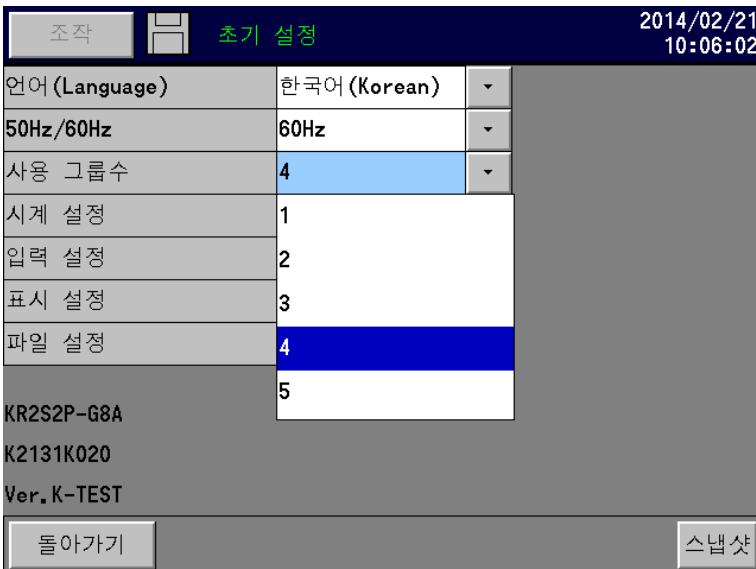 조작 초기 설정 2014/02/21
10:06:02
언어(Language) 한국어(Korean)
50Hz/60Hz 60Hz
사용 그룹수 4
시계 설정 1
입력 설정 2
표시 설정 3
파일 설정 4
5
KR2S2P-G8A
K2131K020
Ver.K-TEST
돌아가기 스냅샷